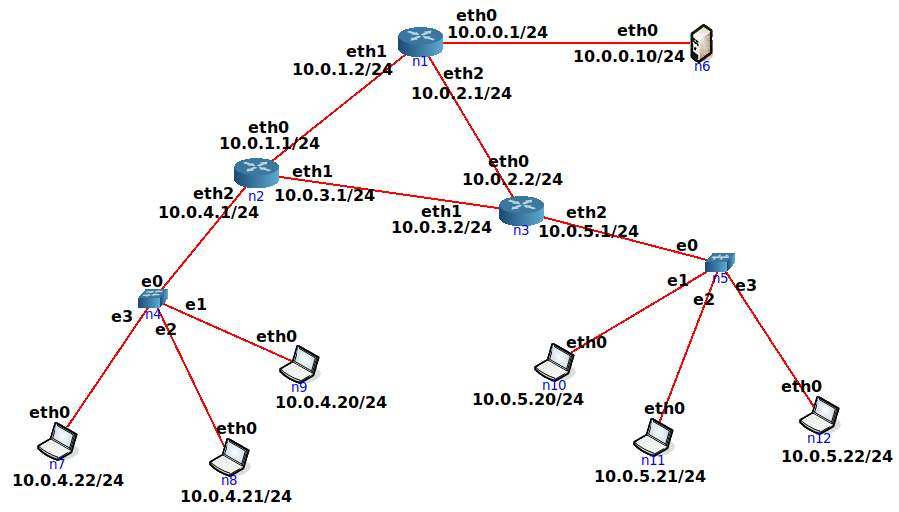 eth0
10.0.0.1/24
eth0
10.0.0.10/24
n6
eth1
10.0.1.2/24
n1
eth2
10.0.2.1/24
eth0
10.0.1.1/24
eth0
10.0.2.2/24
n2
eth1
10.0.3.1/24
eth2
10.0.4.1/24
eth1
10.0.3.2/24
n3
eth2
10.0.5.1/24
e0
n5
e1
e2
e3
e0
n4
e1
e2
e3
eth0
n9
10.0.4.20/24
eth0
n10
10.0.5.20/24
eth0
n7
10.0.4.22/24
eth0
n8
10.0.4.21/24
eth0
n11
10.0.5.21/24
eth0
n12
10.0.5.22/24